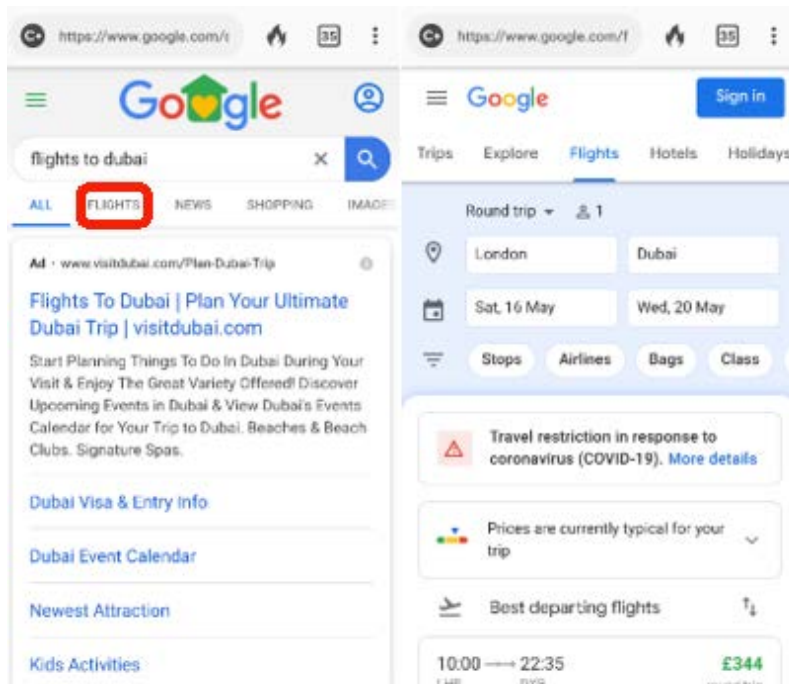 https://www.google.com/
35
Google
flights to dubai
ALL FLIGHTS NEWS SHOPPING IMAGE
Ad · www.visitdubai.com/Plan-Dubai-Trip
Flights To Dubai | Plan Your Ultimate
Dubai Trip | visitdubai.com
Start Planning Things To Do In Dubai During Your
Visit & Enjoy The Great Variety Offered! Discover
Upcoming Events in Dubai & View Dubai's Events
Calendar for Your Trip to Dubai. Beaches & Beach
Clubs. Signature Spas.
Dubai Visa & Entry Info
Dubai Event Calendar
Newest Attraction
Kids Activities
https://www.google.com/f
35
Google
Sign in
Trips Explore Flights Hotels Holidays
Round trip 1
London Dubai
Sat, 16 May Wed, 20 May
Stops Airlines Bags Class
Travel restriction in response to
coronavirus (COVID-19). More details
Prices are currently typical for your
trip
Best departing flights
10:00 22:35 £344